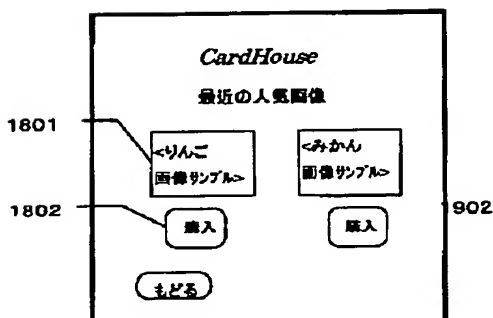 CardHouse
最近の人気画像
1801
<りんご
画像サンプル>
<みかん
画像サンプル>
1802
購入
購入
902
もどる